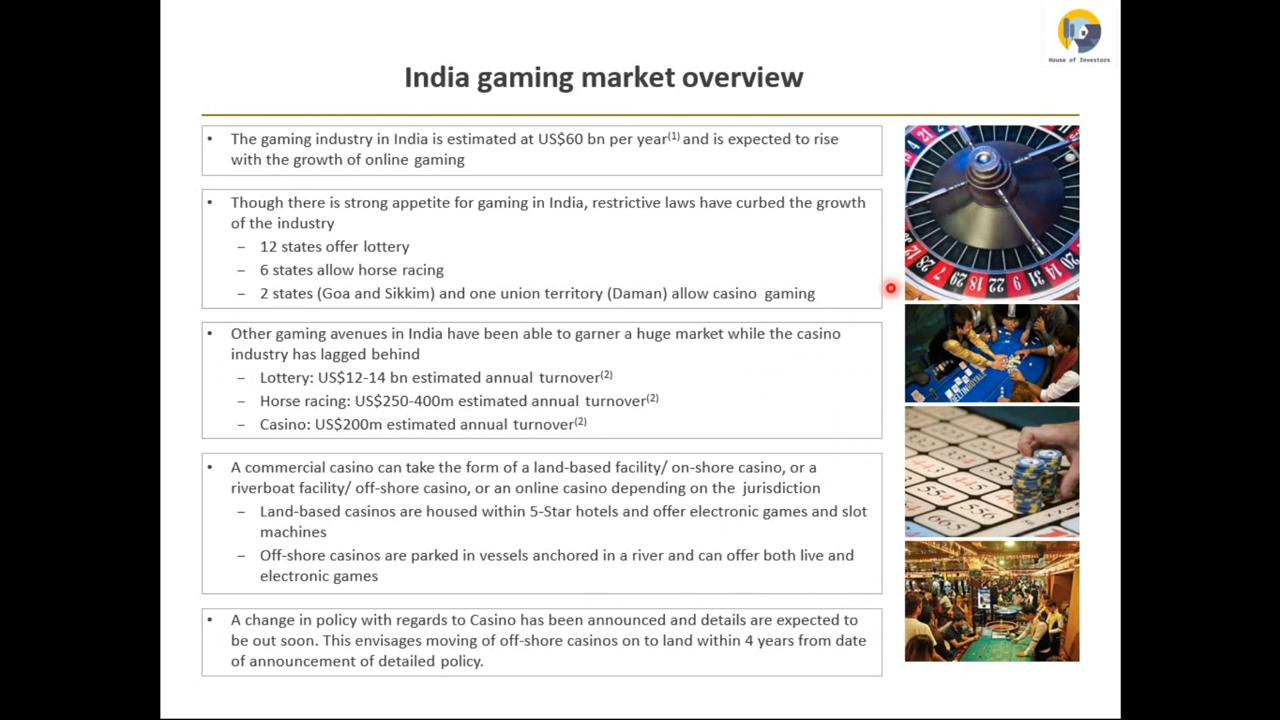 House of Investors
India gaming market overview
• The gaming industry in India is estimated at US$60 bn per year(1) and is expected to rise
with the growth of online gaming
• Though there is strong appetite for gaming in India, restrictive laws have curbed the growth
of the industry
– 12 states offer lottery
– 6 states allow horse racing
– 2 states (Goa and Sikkim) and one union territory (Daman) allow casino gaming
• Other gaming avenues in India have been able to garner a huge market while the casino
industry has lagged behind
– Lottery: US$12-14 bn estimated annual turnover(2)
– Horse racing: US$250-400m estimated annual turnover(2)
– Casino: US$200m estimated annual turnover(2)
• A commercial casino can take the form of a land-based facility/ on-shore casino, or a
riverboat facility/ off-shore casino, or an online casino depending on the jurisdiction
– Land-based casinos are housed within 5-Star hotels and offer electronic games and slot
machines
– Off-shore casinos are parked in vessels anchored in a river and can offer both live and
electronic games
• A change in policy with regards to Casino has been announced and details are expected to
be out soon. This envisages moving of off-shore casinos on to land within 4 years from date
of announcement of detailed policy.